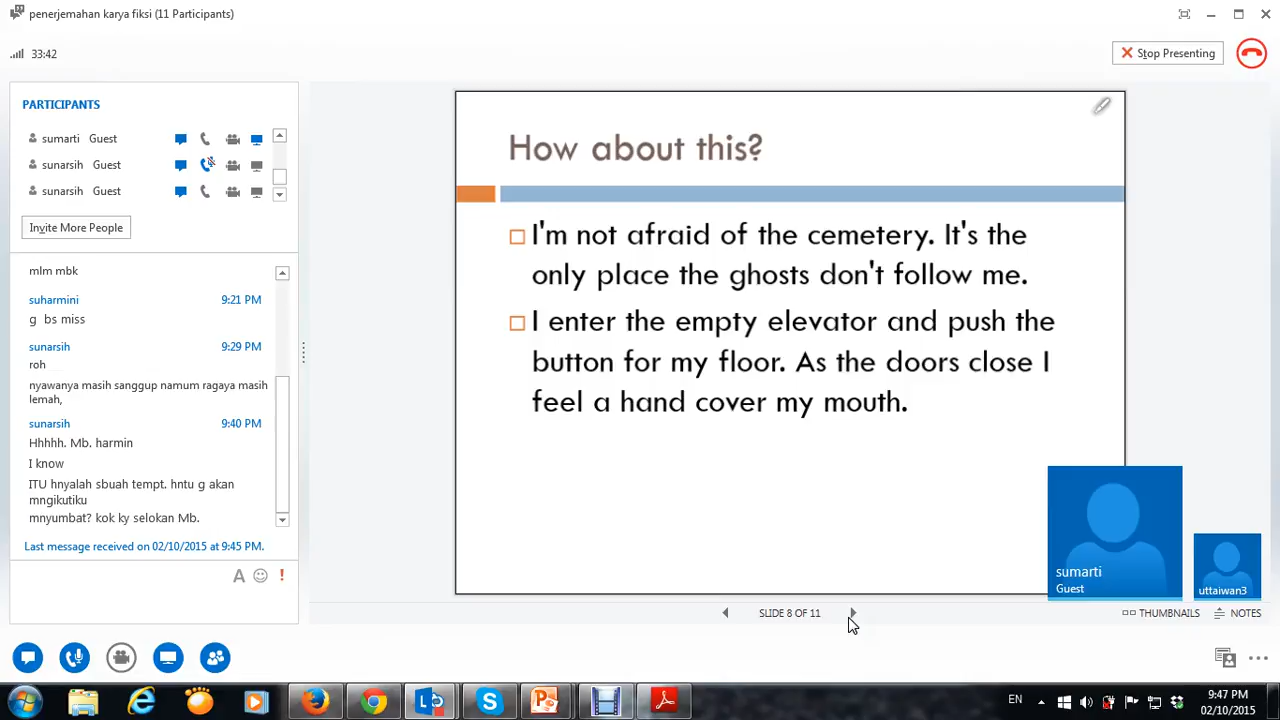 penerjemahan karya fiksi (11 Participants)
33:42
Stop Presenting
PARTICIPANTS
sumarti Guest
sunarsih Guest
sunarsih Guest
Invite More People
mlm mbk
suharmini 9:21 PM
g bs miss
sunarsih 9:29 PM
roh
nyawanya masih sanggup namum ragaya masih
lemah,
sunarsih 9:40 PM
Hhhhh. Mb. harmin
I know
ITU hnyalah sbuah tempt. hntu g akan
mngikutiku
mnyumbat? kok ky selokan Mb.
Last message received on 02/10/2015 at 9:45 PM.
A
How about this?
I'm not afraid of the cemetery. It's the
only place the ghosts don't follow me.
I enter the empty elevator and push the
button for my floor. As the doors close I
feel a hand cover my mouth.
sumarti
Guest
uttaiwan3
SLIDE 8 OF 11
THUMBNAILS
NOTES
EN
9:47 PM
02/10/2015